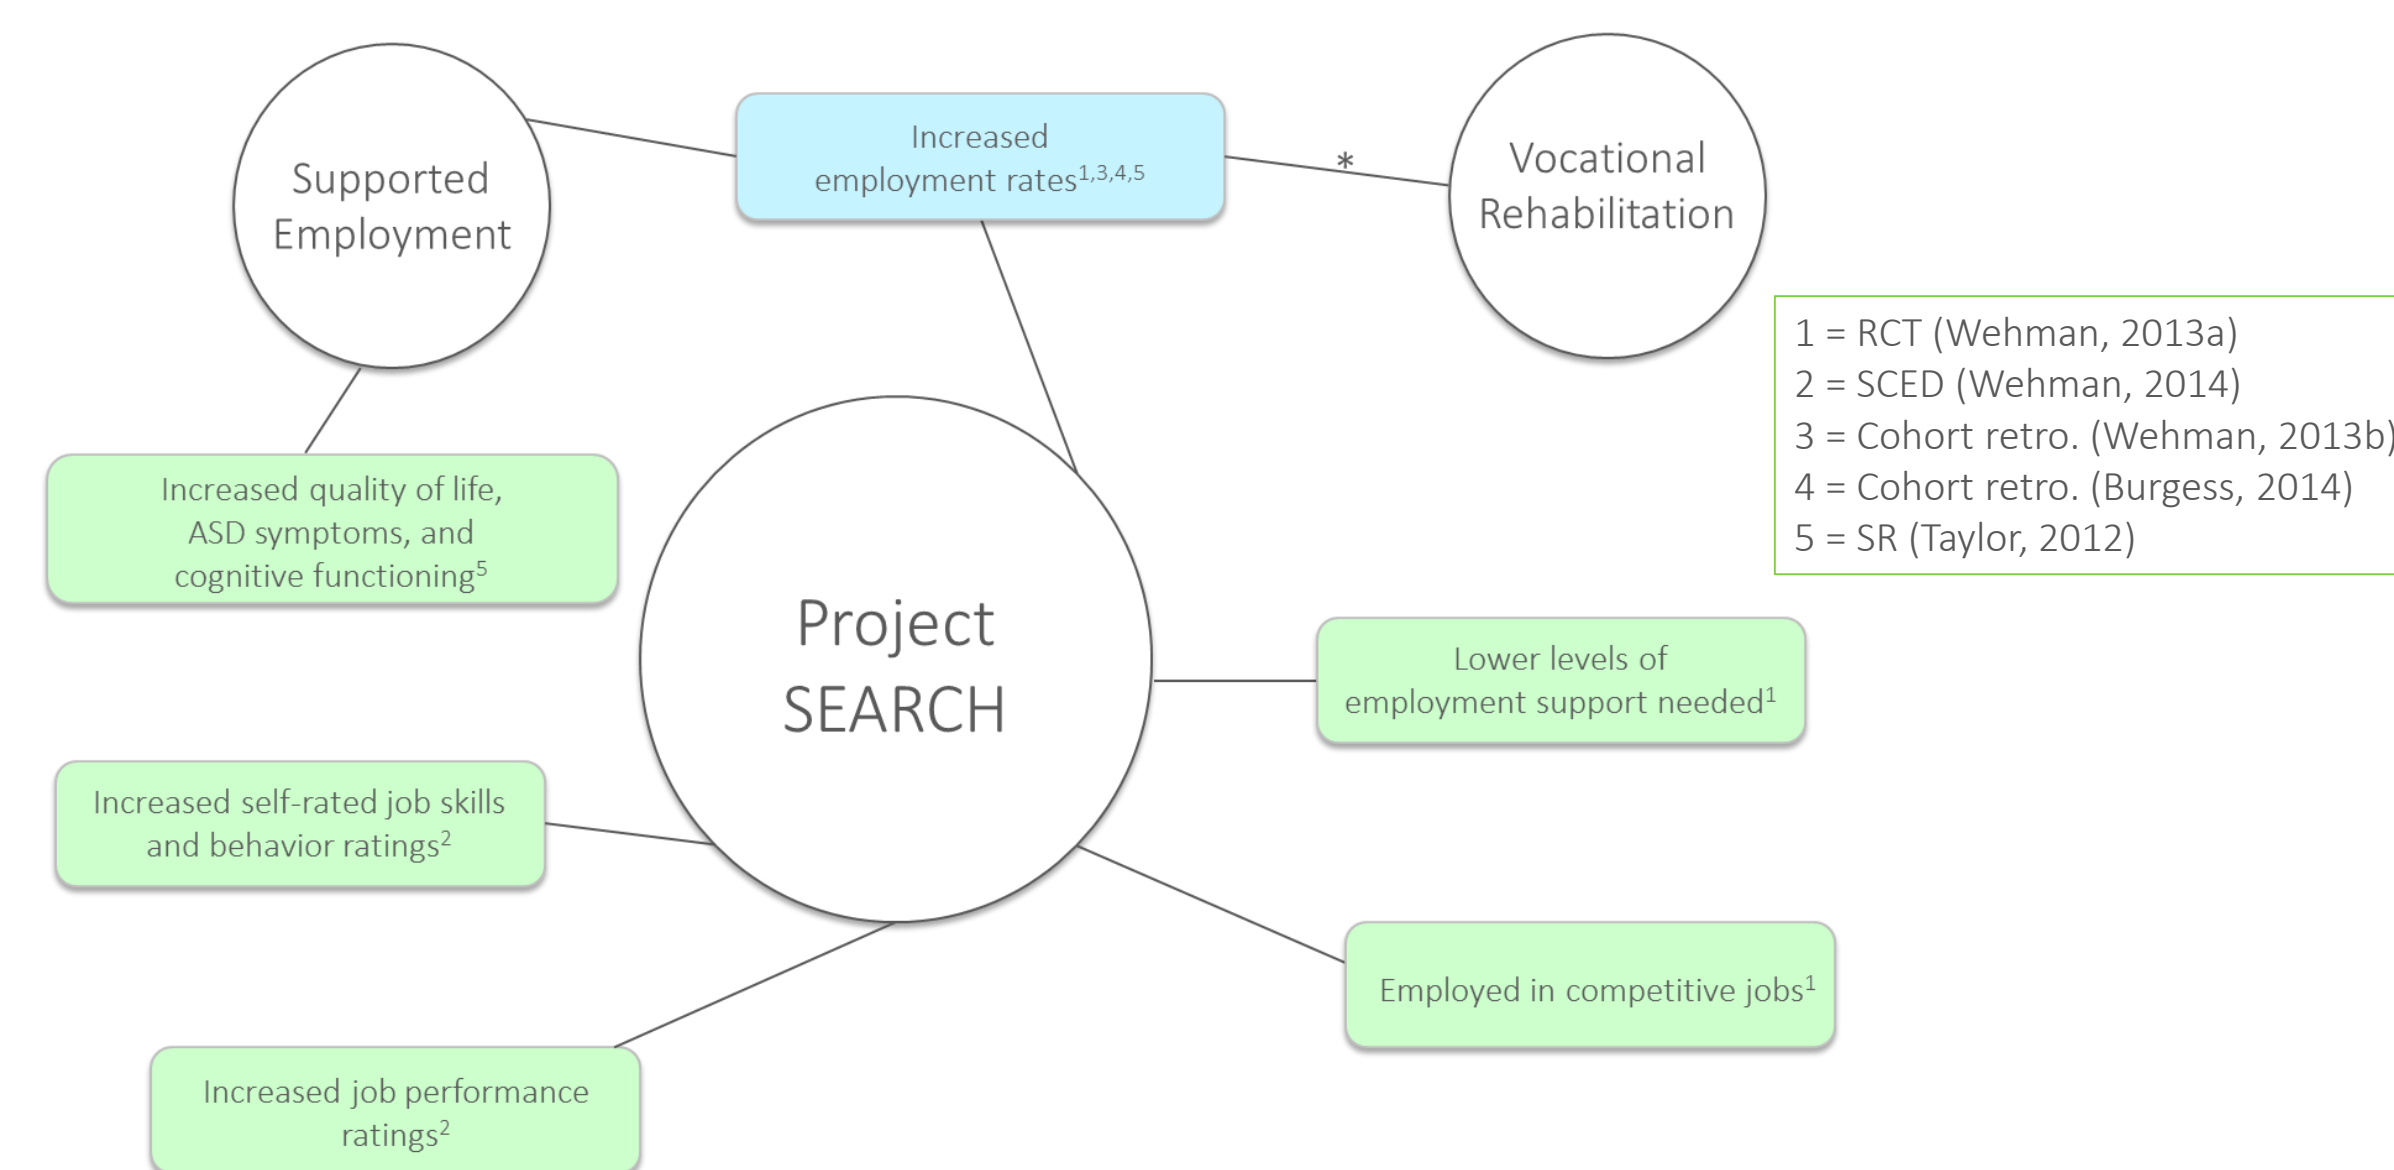 Supported
Employment
Increased
employment rates1,3,4,5
*
Vocational
Rehabilitation
1 = RCT (Wehman, 2013a)
2 = SCED (Wehman, 2014)
3 = Cohort retro. (Wehman, 2013b)
4 = Cohort retro. (Burgess, 2014)
5 = SR (Taylor, 2012)
Increased quality of life,
ASD symptoms, and
cognitive functioning5
Project
SEARCH
Lower levels of
employment support needed1
Increased self-rated job skills
and behavior ratings2
Employed in competitive jobs1
Increased job performance
ratings2